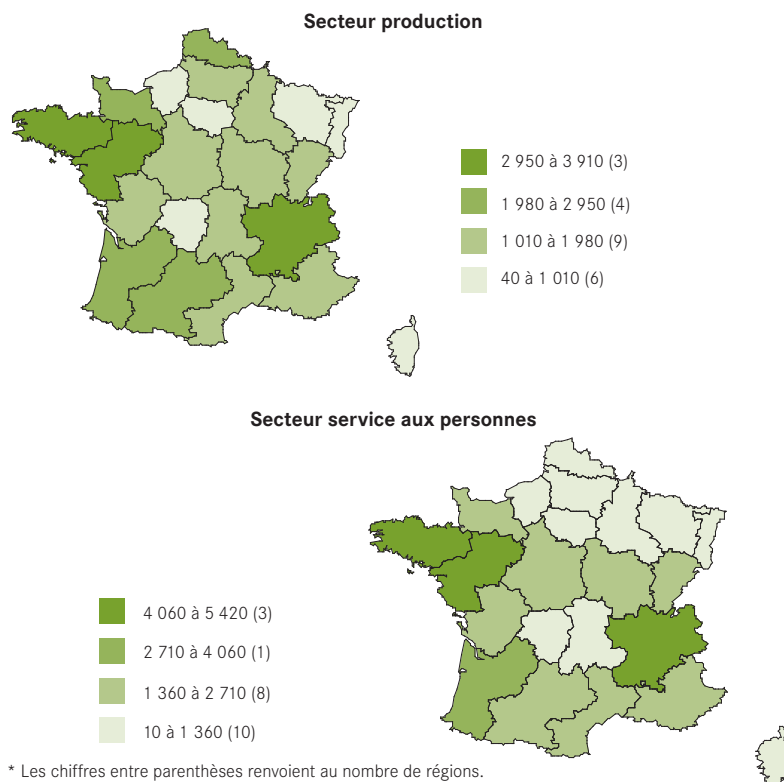 Secteur production
2 950 à 3 910 (3)
1 980 à 2 950 (4)
1 010 à 1 980 (9)
40 à 1 010 (6)
Secteur service aux personnes
4 060 à 5 420 (3)
2 710 à 4 060 (1)
1 360 à 2 710 (8)
10 à 1 360 (10)
* Les chiffres entre parenthèses renvoient au nombre de régions.